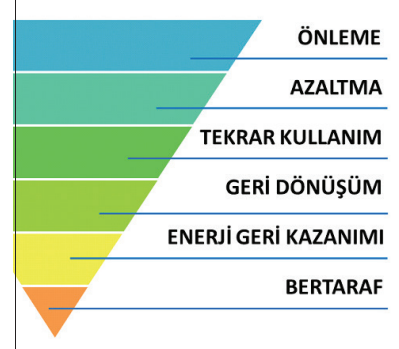 ÖNLEME
AZALTMA
TEKRAR KULLANIM
GERİ DÖNÜŞÜM
ENERJİ GERİ KAZANIMI
BERTARAF